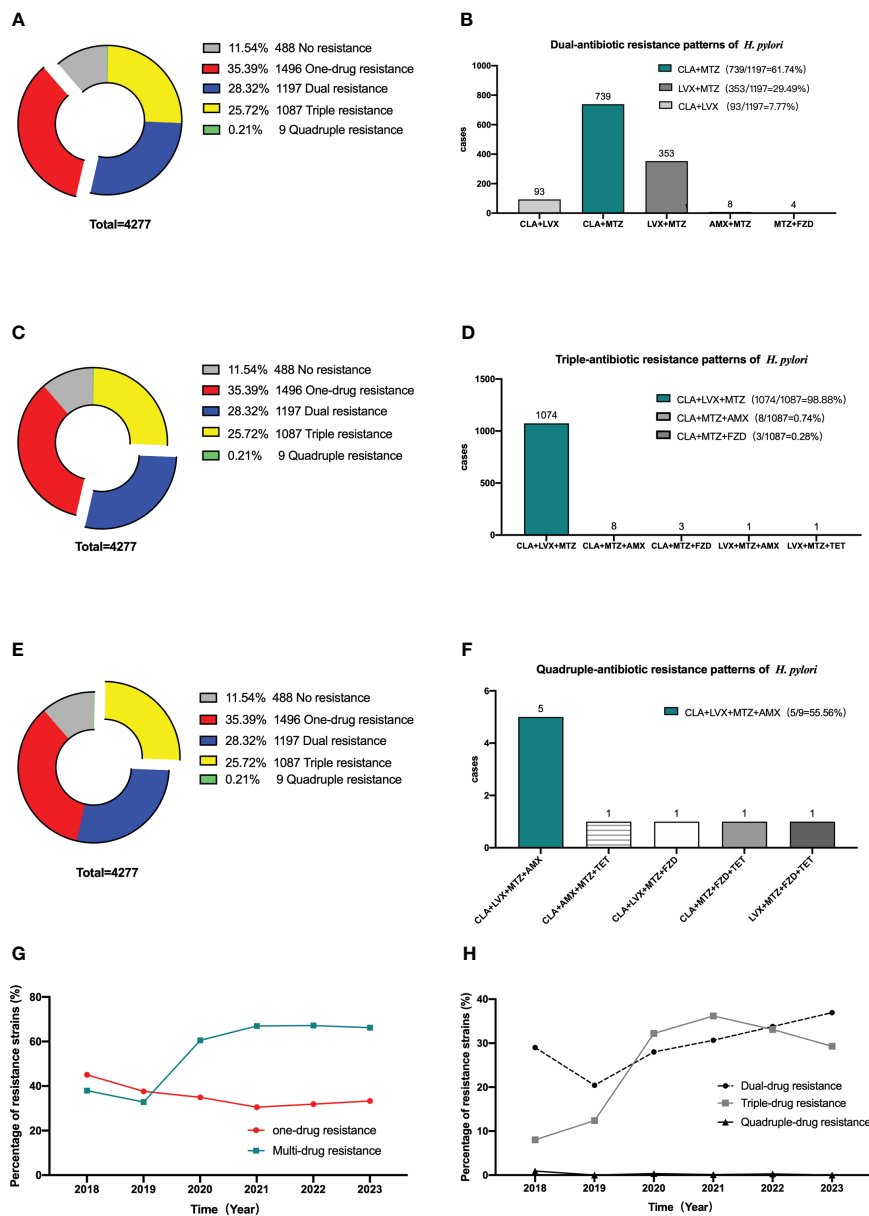 A
11.54% 488 No resistance
35.39% 1496 One-drug resistance
28.32% 1197 Dual resistance
25.72% 1087 Triple resistance
0.21% 9 Quadruple resistance
Total=4277
B
Dual-antibiotic resistance patterns of H. pylori
CLA+MTZ (739/1197=61.74%)
LVX+MTZ (353/1197=29.49%)
CLA+LVX (93/1197=7.77%)
cases
1000
800
600
400
200
0
93
739
353
8
4
CLA+LVX CLA+MTZ LVX+MTZ AMX+MTZ MTZ+FZD
C
11.54% 488 No resistance
35.39% 1496 One-drug resistance
28.32% 1197 Dual resistance
25.72% 1087 Triple resistance
0.21% 9 Quadruple resistance
Total=4277
D
Triple-antibiotic resistance patterns of H. pylori
CLA+LVX+MTZ (1074/1087=98.88%)
CLA+MTZ+AMX (8/1087=0.74%)
CLA+MTZ+FZD (3/1087=0.28%)
cases
1500
1000
500
0
1074
8
3
1
1
CLA+LVX+MTZ CLA+MTZ+AMX CLA+MTZ+FZD LVX+MTZ+AMX LVX+MTZ+TET
E
11.54% 488 No resistance
35.39% 1496 One-drug resistance
28.32% 1197 Dual resistance
25.72% 1087 Triple resistance
0.21% 9 Quadruple resistance
Total=4277
F
Quadruple-antibiotic resistance patterns of H. pylori
CLA+LVX+MTZ+AMX (5/9=55.56%)
cases
6
4
2
0
5
1
1
1
1
CLA+LVX+MTZ+AMX
CLA+AMX+MTZ+TET
CLA+LVX+MTZ+FZD
CLA+MTZ+FZD+TET
LVX+MTZ+FZD+TET
G
Percentage of resistance strains (%)
80
60
40
20
0
one-drug resistance
Multi-drug resistance
2018 2019 2020 2021 2022 2023
Time (Year)
H
Percentage of resistance strains (%)
40
30
20
10
0
Dual-drug resistance
Triple-drug resistance
Quadruple-drug resistance
2018 2019 2020 2021 2022 2023
Time (Year)